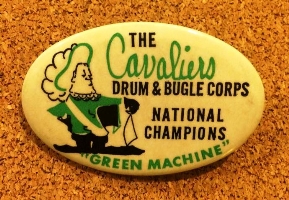 THE
Cavaliers
DRUM & BUGLE CORPS
NATIONAL
CHAMPIONS
"GREEN MACHINE"